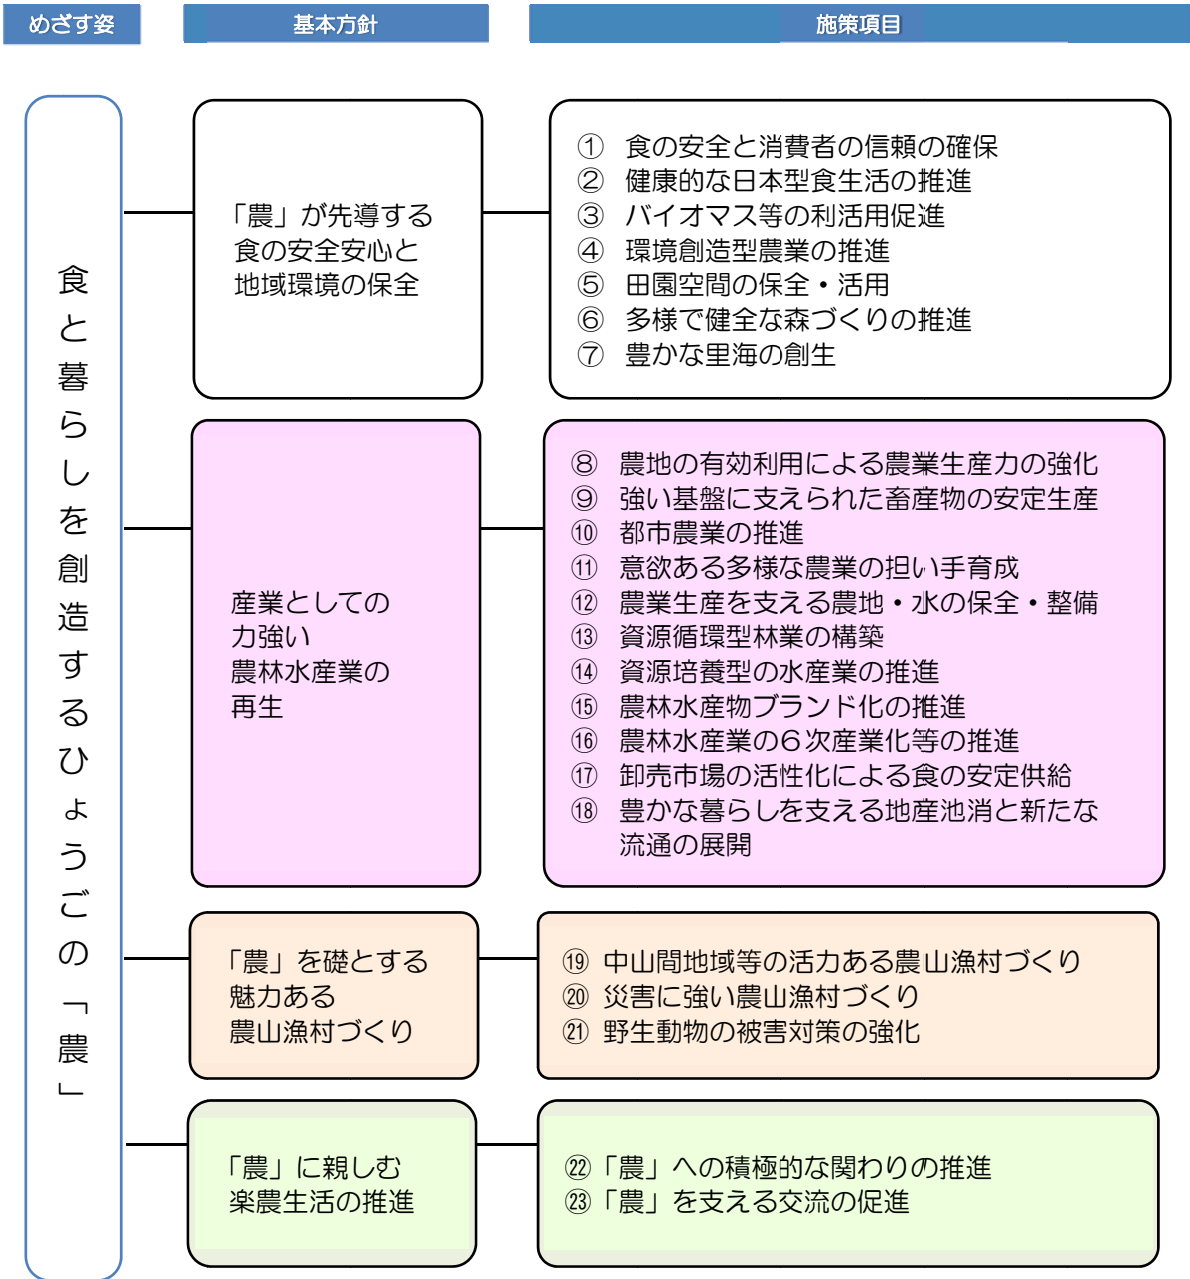 めざす姿
基本方針
施策項目
食と暮らしを創造するひょうごの「農」
「農」が先導する
食の安全安心と
地域環境の保全
① 食の安全と消費者の信頼の確保
② 健康的な日本型食生活の推進
③ バイオマス等の利活用促進
④ 環境創造型農業の推進
⑤ 田園空間の保全・活用
⑥ 多様で健全な森づくりの推進
⑦ 豊かな里海の創生
産業としての
力強い
農林水産業の
再生
⑧ 農地の有効利用による農業生産力の強化
⑨ 強い基盤に支えられた畜産物の安定生産
⑩ 都市農業の推進
⑪ 意欲ある多様な農業の担い手育成
⑫ 農業生産を支える農地・水の保全・整備
⑬ 資源循環型林業の構築
⑭ 資源培養型の水産業の推進
⑮ 農林水産物ブランド化の推進
⑯ 農林水産業の６次産業化等の推進
⑰ 卸売市場の活性化による食の安定供給
⑱ 豊かな暮らしを支える地産池消と新たな
流通の展開
「農」を礎とする
魅力ある
農山漁村づくり
⑲ 中山間地域等の活力ある農山漁村づくり
⑳ 災害に強い農山漁村づくり
㉑ 野生動物の被害対策の強化
「農」に親しむ
楽農生活の推進
㉒「農」への積極的な関わりの推進
㉓「農」を支える交流の促進